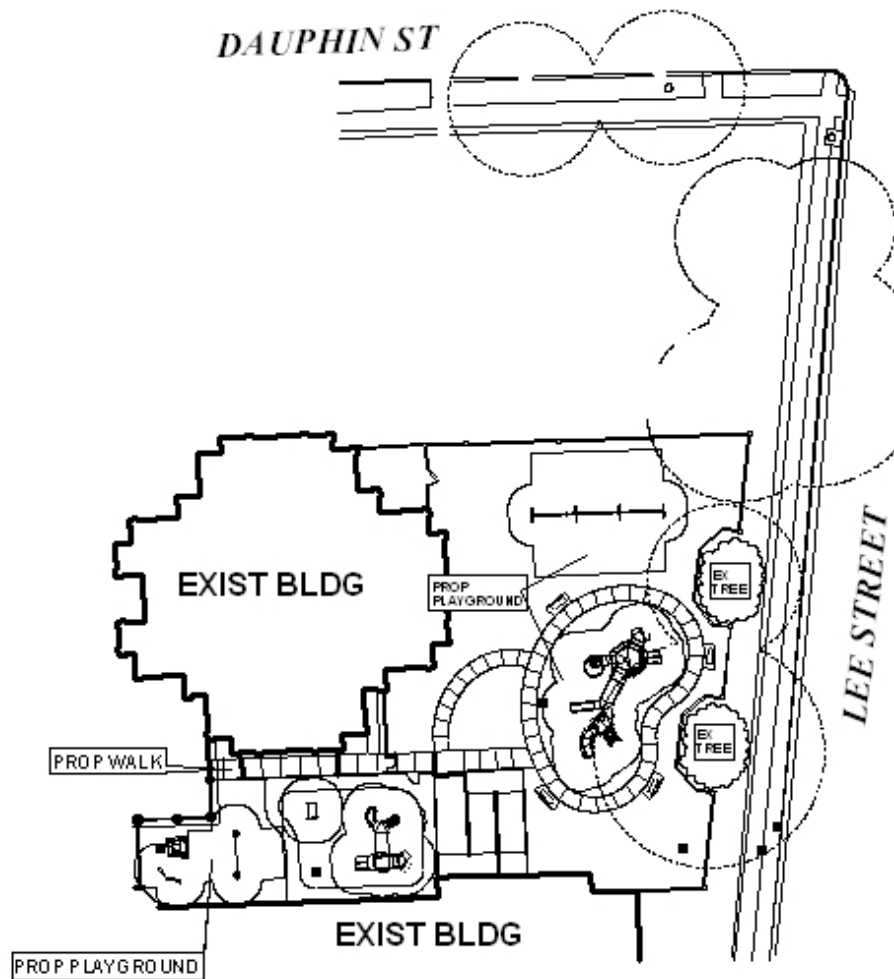 DAUPHIN ST
EXIST BLDG
PROP
PLAYGROUND
EX
TREE
LEE STREET
EX
TREE
PROP WALK
EXIST BLDG
PROP PLAYGROUND